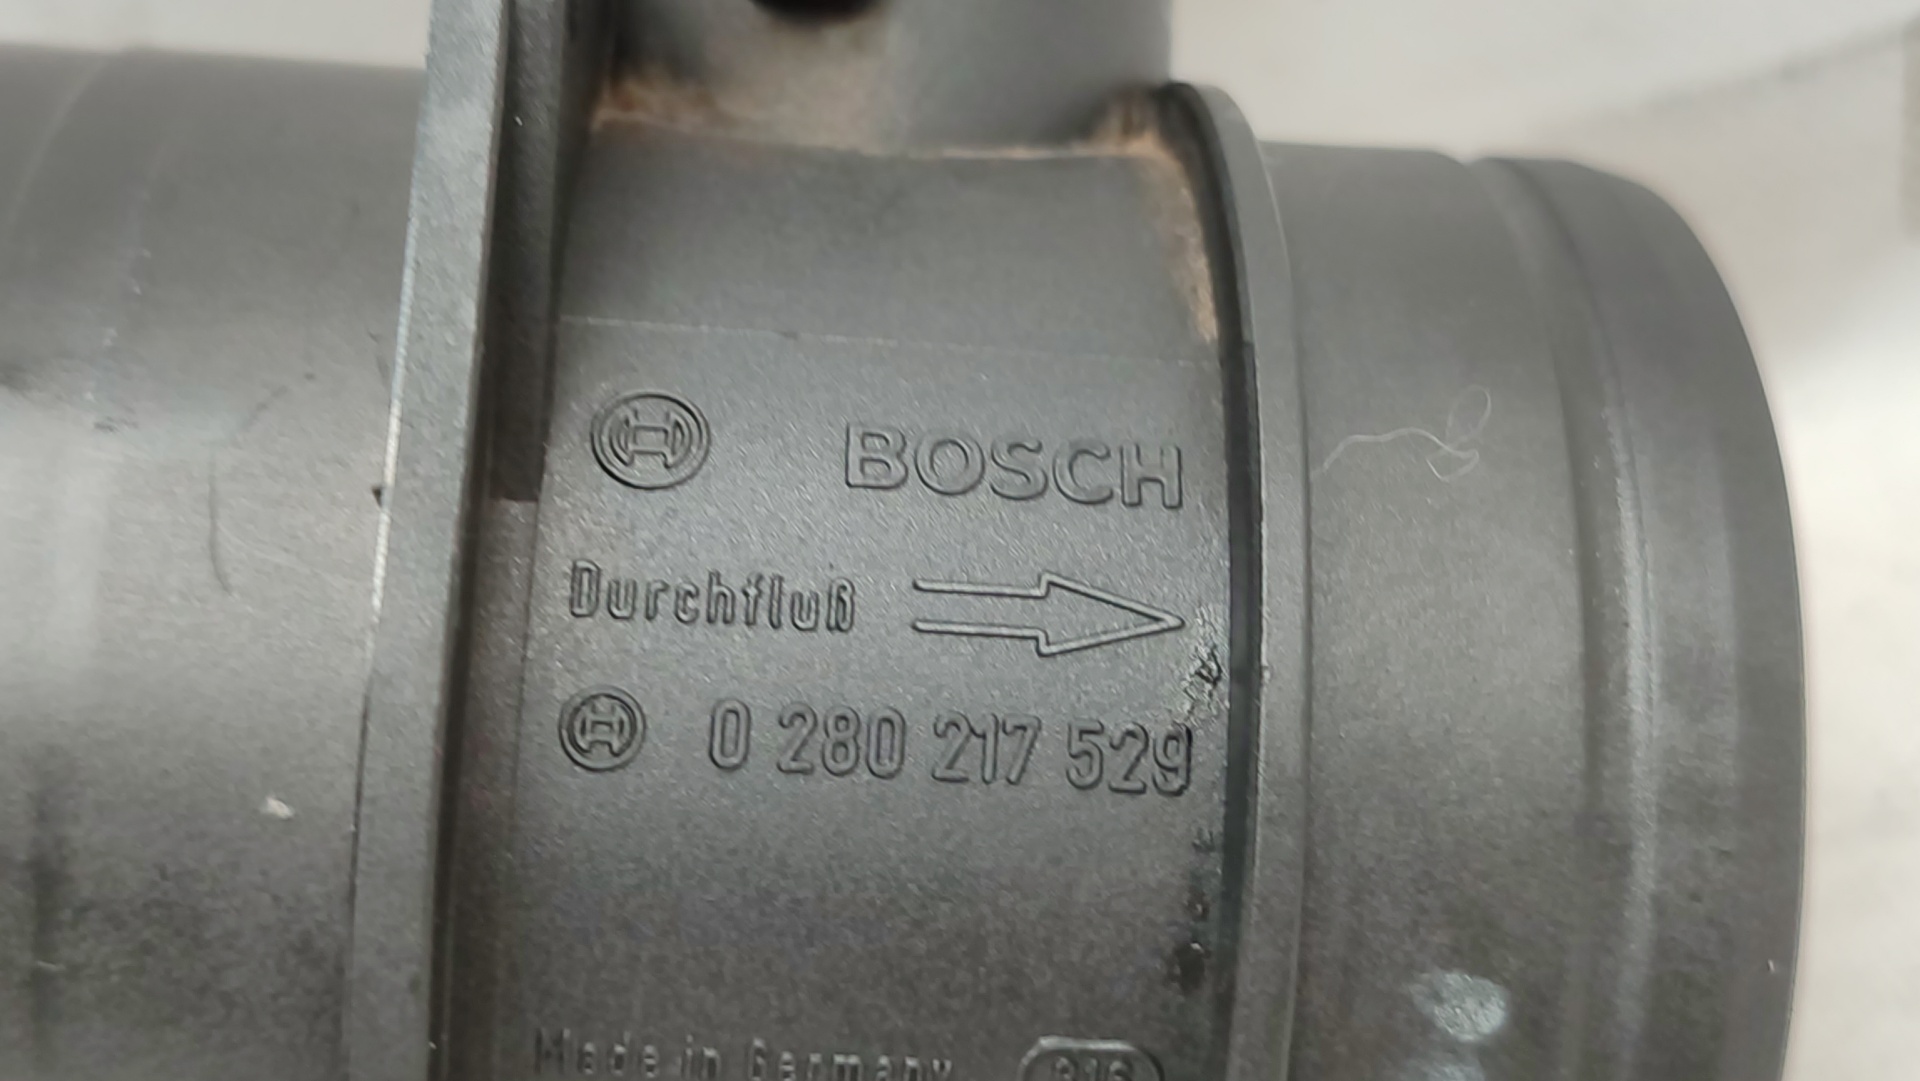 BOSCH
Durchfluß
0 280 217 529
Made in Germany